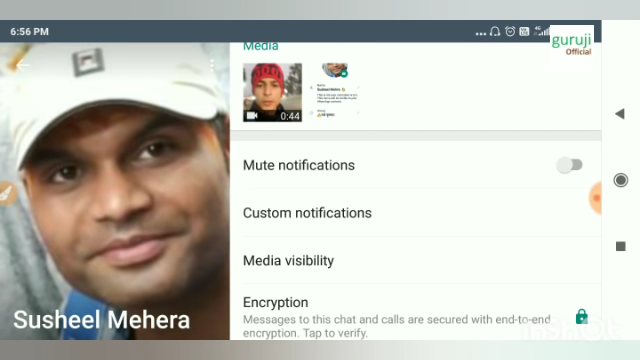 6:56 PM
guruji
Official
Media
0:44
Mute notifications
Custom notifications
Media visibility
Encryption
Messages to this chat and calls are secured with end-to-end
encryption. Tap to verify.
Susheel Mehera